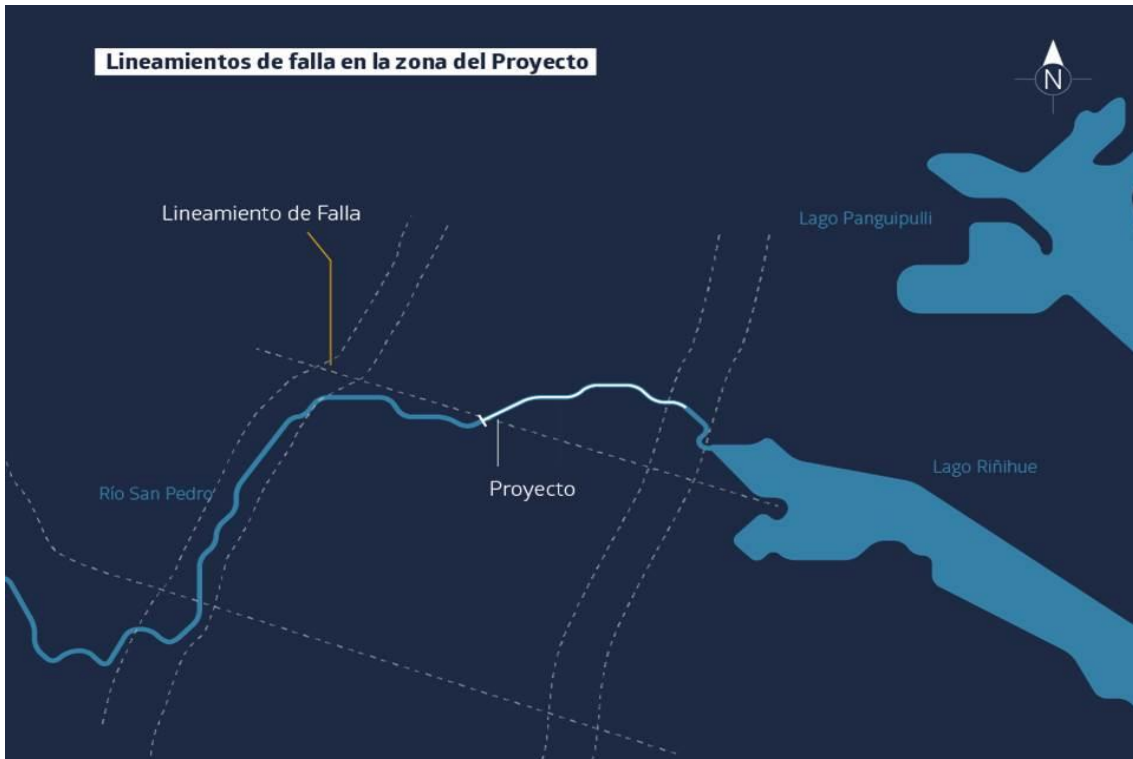 Lineamientos de falla en la zona del Proyecto
N
Lineamiento de Falla
Lago Panguipulli
Lago Riñihue
Río San Pedro
Proyecto